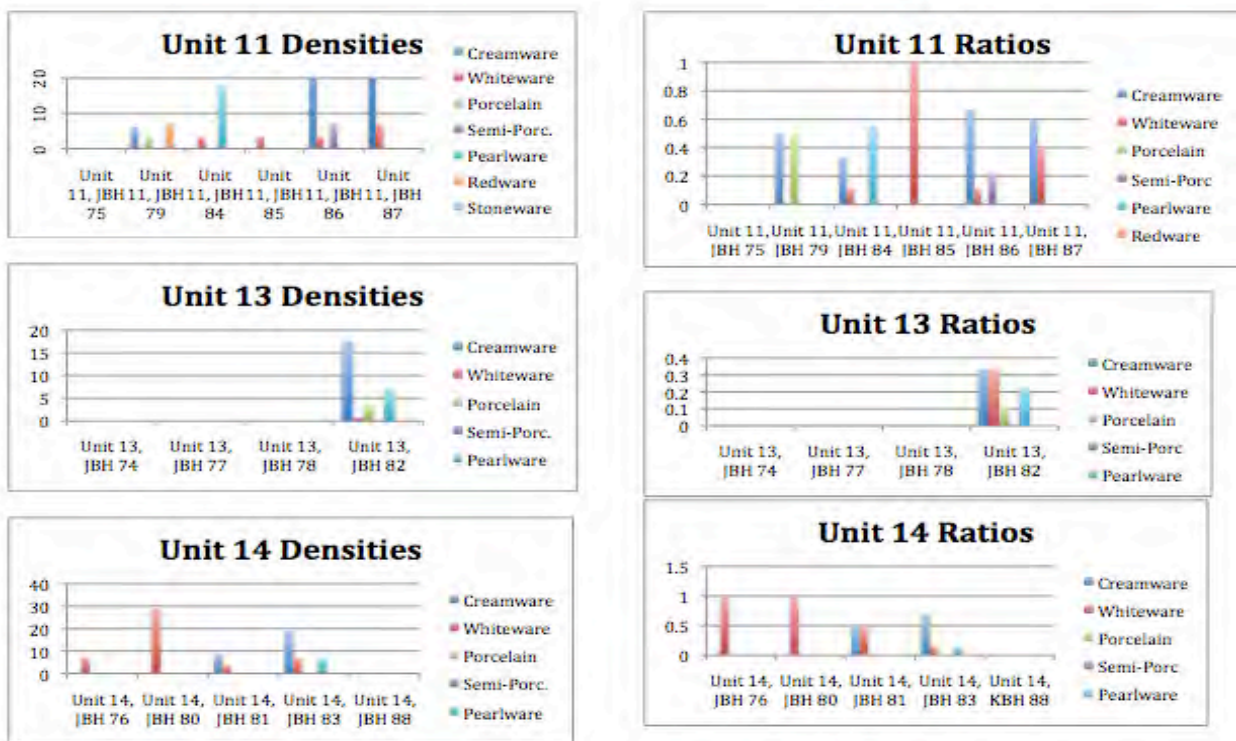 Unit 11 Densities
20
10
0
Unit 11, JBH 75
Unit 11, JBH 79
Unit 11, JBH 84
Unit 11, JBH 85
Unit 11, JBH 86
Unit 11, JBH 87
Creamware
Whiteware
Porcelain
Semi-Porc.
Pearlware
Redware
Stoneware
Unit 11 Ratios
1
0.8
0.6
0.4
0.2
0
Unit 11, JBH 75
Unit 11, JBH 79
Unit 11, JBH 84
Unit 11, JBH 85
Unit 11, JBH 86
Unit 11, JBH 87
Creamware
Whiteware
Porcelain
Semi-Porc
Pearlware
Redware
Unit 13 Densities
20
15
10
5
0
Unit 13, JBH 74
Unit 13, JBH 77
Unit 13, JBH 78
Unit 13, JBH 82
Creamware
Whiteware
Porcelain
Semi-Porc.
Pearlware
Unit 13 Ratios
0.4
0.3
0.2
0.1
0
Unit 13, JBH 74
Unit 13, JBH 77
Unit 13, JBH 78
Unit 13, JBH 82
Creamware
Whiteware
Porcelain
Semi-Porc
Pearlware
Unit 14 Densities
40
30
20
10
0
Unit 14, JBH 76
Unit 14, JBH 80
Unit 14, JBH 81
Unit 14, JBH 83
Unit 14, JBH 88
Creamware
Whiteware
Porcelain
Semi-Porc.
Pearlware
Unit 14 Ratios
1.5
1
0.5
0
Unit 14, JBH 76
Unit 14, JBH 80
Unit 14, JBH 81
Unit 14, JBH 83
Unit 14, KBH 88
Creamware
Whiteware
Porcelain
Semi-Porc
Pearlware